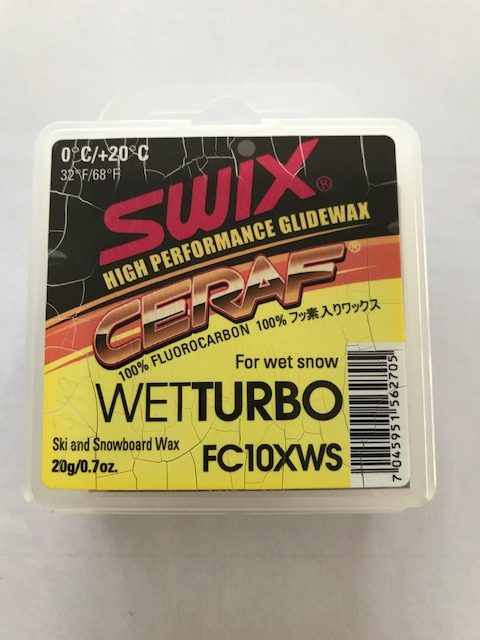 0°C/+20°C
32°F/68°F
SWIX®
HIGH PERFORMANCE GLIDEWAX
CERAF®
100% FLUOROCARBON 100% フッ素入りワックス
For wet snow
WETTURBO
Ski and Snowboard Wax
20g/0.7oz.
FC10XWS
7 045951 562705